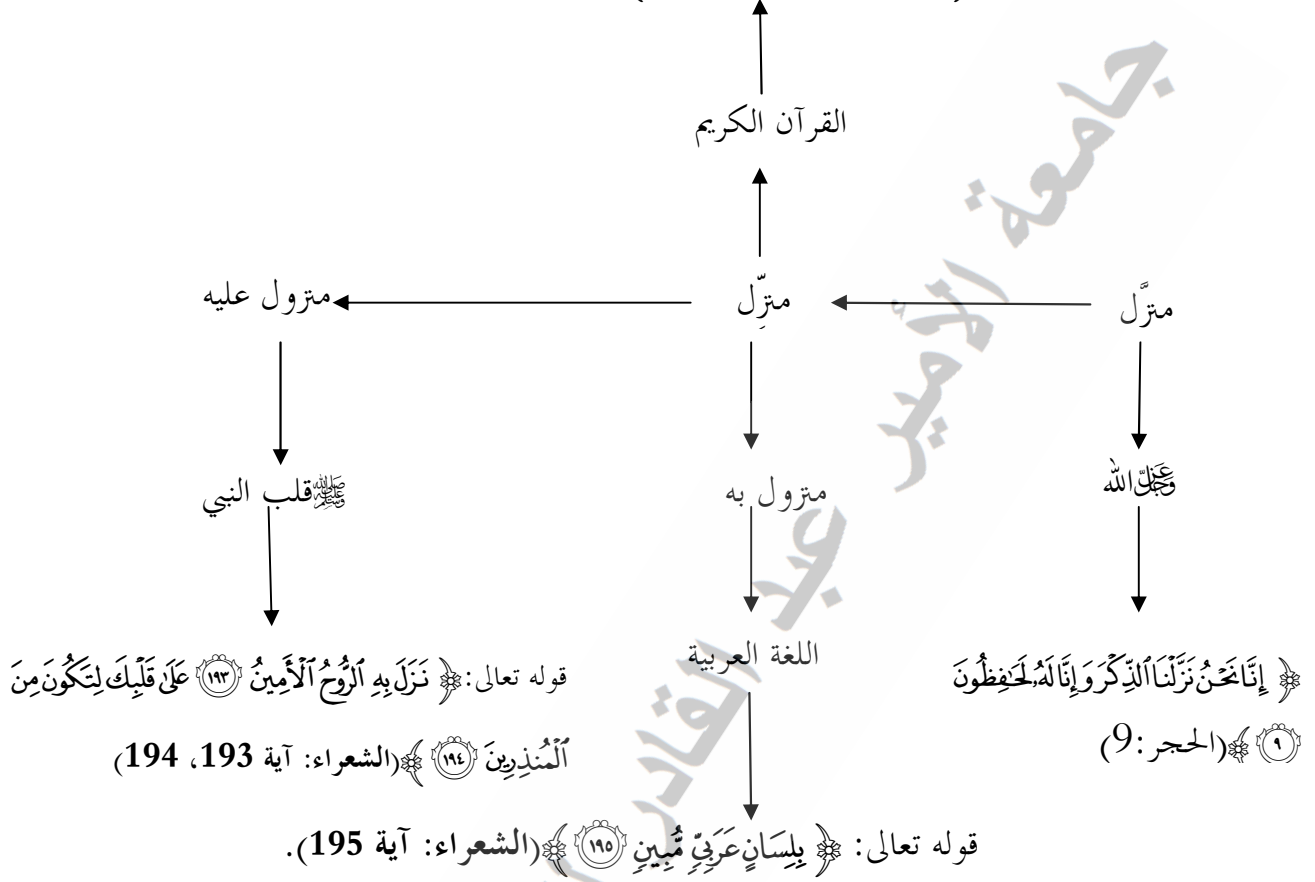 القرآن الكريم
منزَّل
منزِّل
منزول عليه
الله عَزَّوَجَلَّ
منزول به
قلب النبي ﷺ
اللغة العربية
﴿ إِنَّا نَحْنُ نَزَّلْنَا ٱلذِّكْرَ وَإِنَّا لَهُۥ لَحَٰفِظُونَ
٩ ﴾ (الحجر:9)
قوله تعالى: ﴿ نَزَلَ بِهِ ٱلرُّوحُ ٱلْأَمِينُ ١٩٣ عَلَىٰ قَلْبِكَ لِتَكُونَ مِنَ
ٱلْمُنذِرِينَ ١٩٤ ﴾ (الشعراء: آية 193، 194)
قوله تعالى: ﴿ بِلِسَانٍ عَرَبِيٍّ مُّبِينٍ ١٩٥ ﴾ (الشعراء: آية 195).
جامعة الأمير عبد القادر